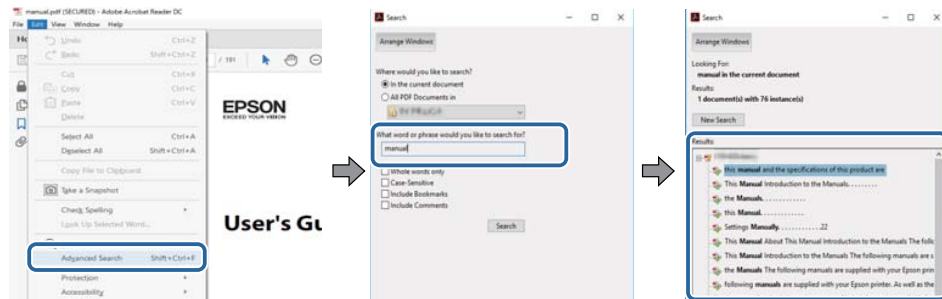 manual.pdf (SECURED) - Adobe Acrobat Reader DC
File Edit View Window Help
Undo Ctrl+Z
Redo Shift+Ctrl+Z
Cut Ctrl+X
Copy Ctrl+C
Paste Ctrl+V
Delete
Select All Ctrl+A
Deselect All Shift+Ctrl+A
Copy File to Clipboard
Take a Snapshot
Check Spelling
Look Up Selected Word...
Advanced Search Shift+Ctrl+F
Protection
Accessibility
/ 191
EPSON
EXCEED YOUR VISION
User's Gu
Search
Arrange Windows
Where would you like to search?
In the current document
All PDF Documents in
What word or phrase would you like to search for?
manual
Whole words only
Case-Sensitive
Include Bookmarks
Include Comments
Search
Search
Arrange Windows
Looking For:
manual in the current document
Results:
1 document(s) with 76 instance(s)
New Search
Results:
this manual and the specifications of this product are
This Manual Introduction to the Manuals. . . . . . . . .
the Manuals. . . . . . . . . . . . .
this Manual. . . . . . . . . . . . .
Settings Manually. . . . . . . . . . . . .22
This Manual About This Manual Introduction to the Manuals The follo
This Manual Introduction to the Manuals The following manuals are s
the Manuals The following manuals are supplied with your Epson prin
following manuals are supplied with your Epson printer. As well as the